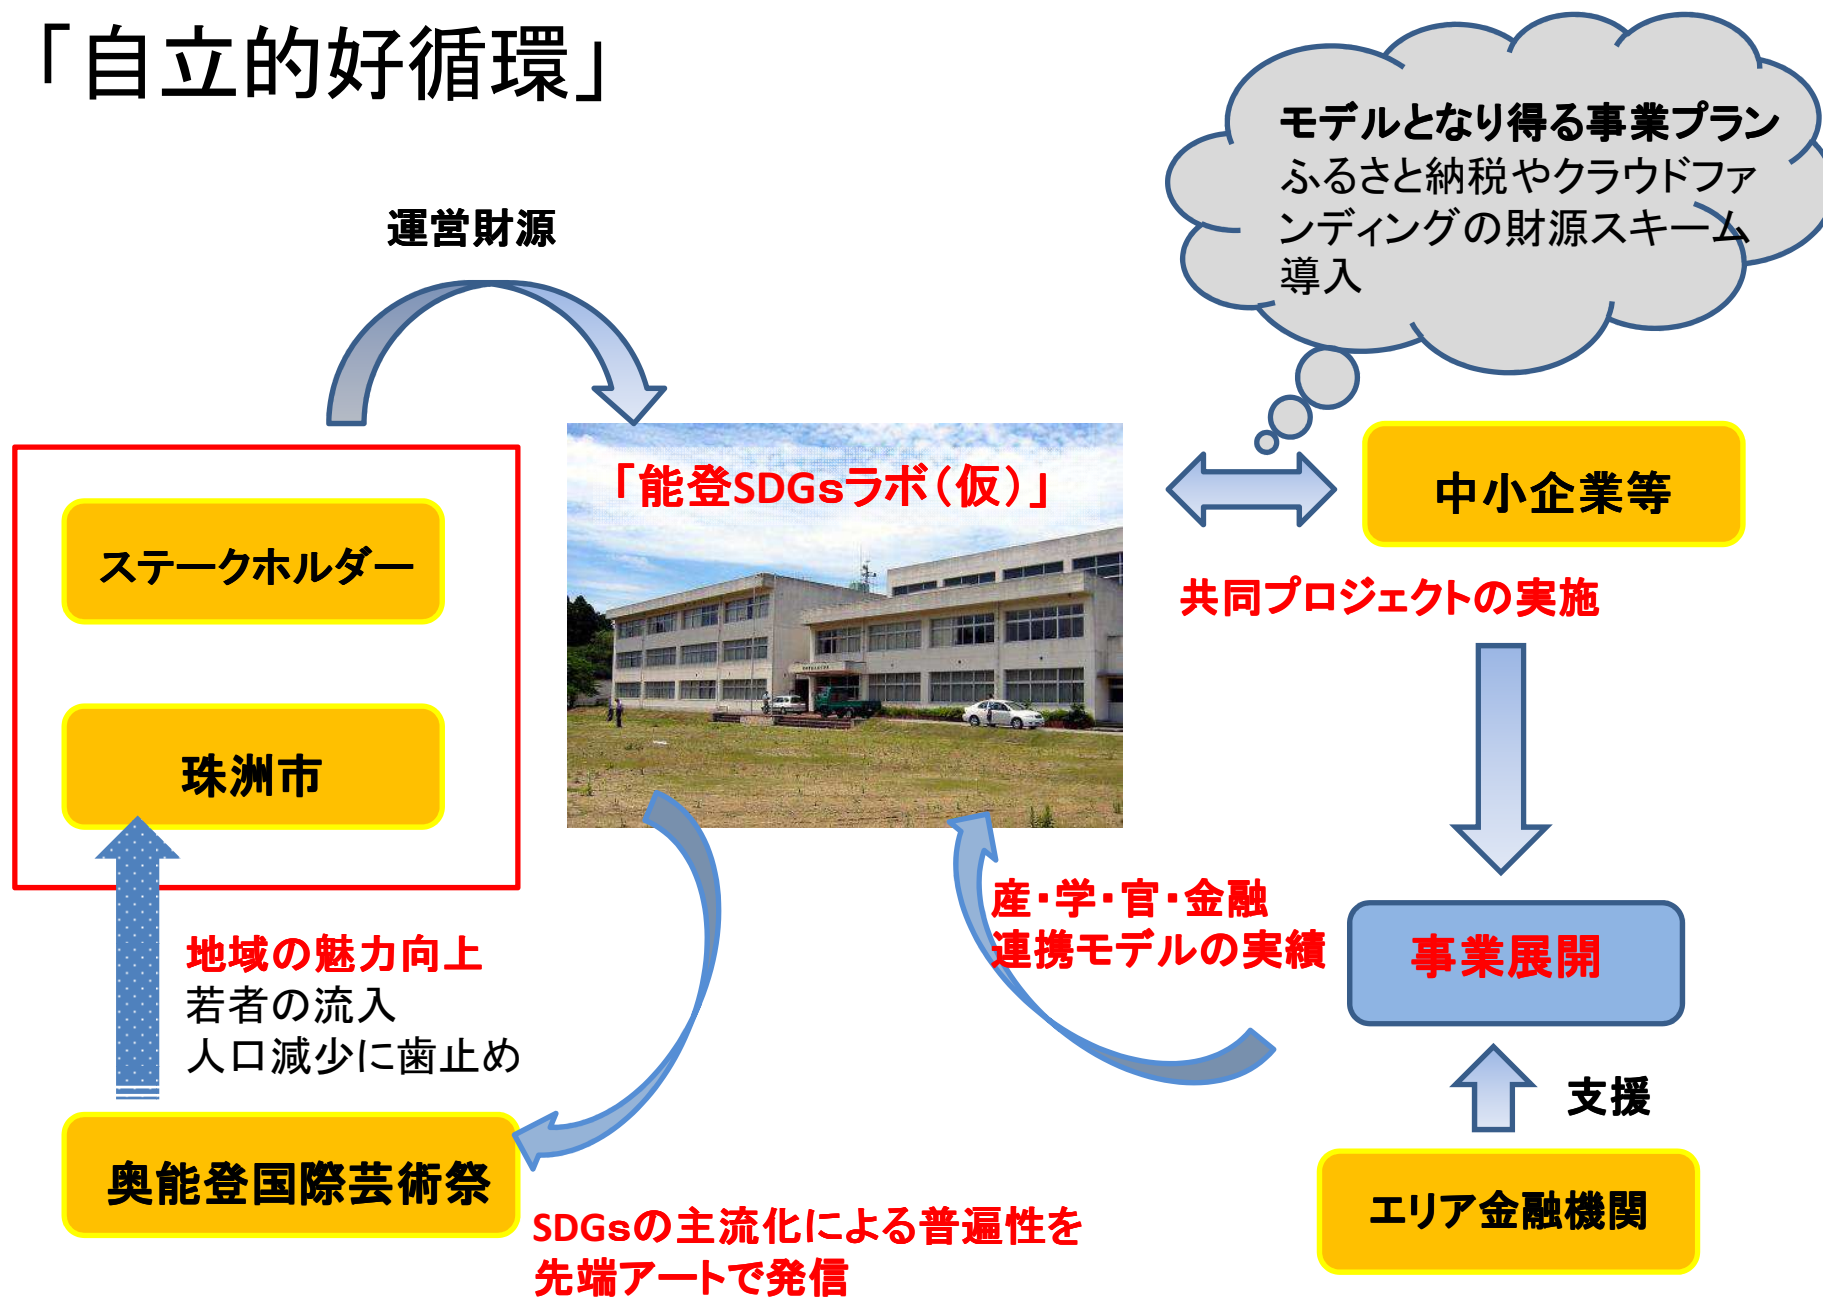 「自立的好循環」
モデルとなり得る事業プラン
ふるさと納税やクラウドファ
ンディングの財源スキーム
導入
運営財源
「能登SDGsラボ（仮）」
中小企業等
ステークホルダー
共同プロジェクトの実施
珠洲市
産・学・官・金融
連携モデルの実績
地域の魅力向上
若者の流入
人口減少に歯止め
事業展開
支援
奥能登国際芸術祭
エリア金融機関
SDGsの主流化による普遍性を
先端アートで発信